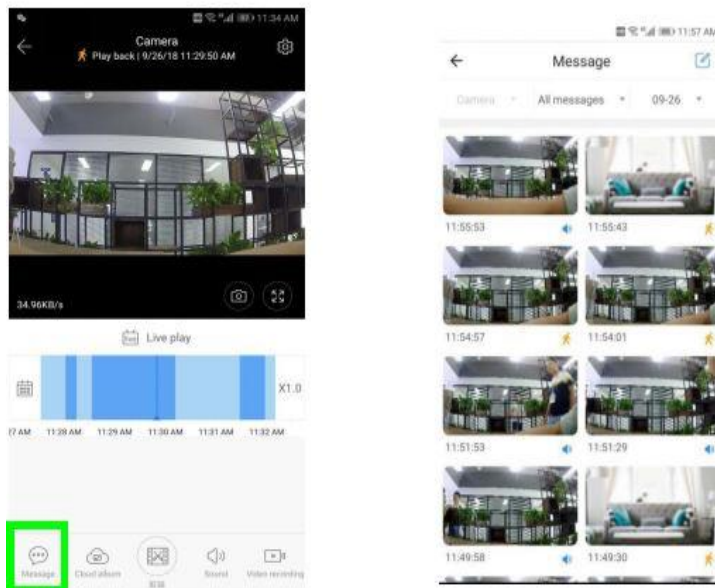 11:34 AM
Camera
Play back | 9/26/18 11:29:50 AM
34.96KB/s
Live play
X1.0
27 AM 11:28 AM 11:29 AM 11:30 AM 11:31 AM 11:32 AM
Message Cloud album Sound Video recording
11:57 AM
Message
Camera All messages 09-26
11:55:53 11:55:43
11:54:57 11:54:01
11:51:53 11:51:29
11:49:58 11:49:30